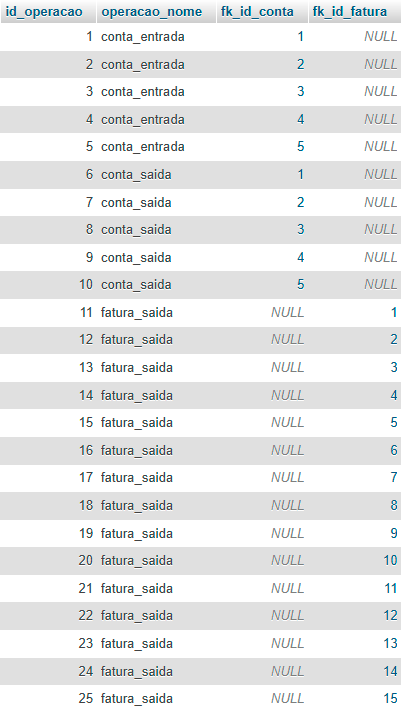 id_operacao operacao_nome fk_id_conta fk_id_fatura
1 conta_entrada 1 NULL
2 conta_entrada 2 NULL
3 conta_entrada 3 NULL
4 conta_entrada 4 NULL
5 conta_entrada 5 NULL
6 conta_saida 1 NULL
7 conta_saida 2 NULL
8 conta_saida 3 NULL
9 conta_saida 4 NULL
10 conta_saida 5 NULL
11 fatura_saida NULL 1
12 fatura_saida NULL 2
13 fatura_saida NULL 3
14 fatura_saida NULL 4
15 fatura_saida NULL 5
16 fatura_saida NULL 6
17 fatura_saida NULL 7
18 fatura_saida NULL 8
19 fatura_saida NULL 9
20 fatura_saida NULL 10
21 fatura_saida NULL 11
22 fatura_saida NULL 12
23 fatura_saida NULL 13
24 fatura_saida NULL 14
25 fatura_saida NULL 15